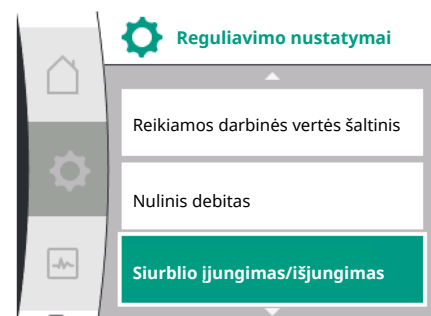 Reguliavimo nustatymai
Reikiamos darbinės vertės šaltinis
Nulinis debitas
Siurblio įjungimas/išjungimas